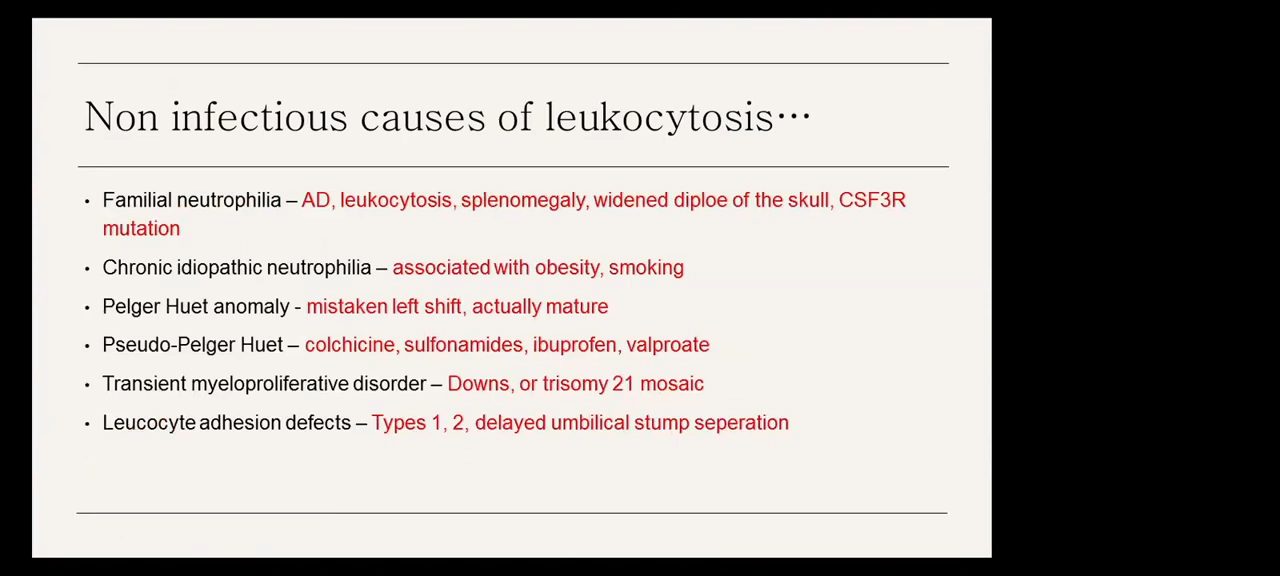 Non infectious causes of leukocytosis…
• Familial neutrophilia – AD, leukocytosis, splenomegaly, widened diploe of the skull, CSF3R
mutation
• Chronic idiopathic neutrophilia – associated with obesity, smoking
• Pelger Huet anomaly - mistaken left shift, actually mature
• Pseudo-Pelger Huet – colchicine, sulfonamides, ibuprofen, valproate
• Transient myeloproliferative disorder – Downs, or trisomy 21 mosaic
• Leucocyte adhesion defects – Types 1, 2, delayed umbilical stump seperation